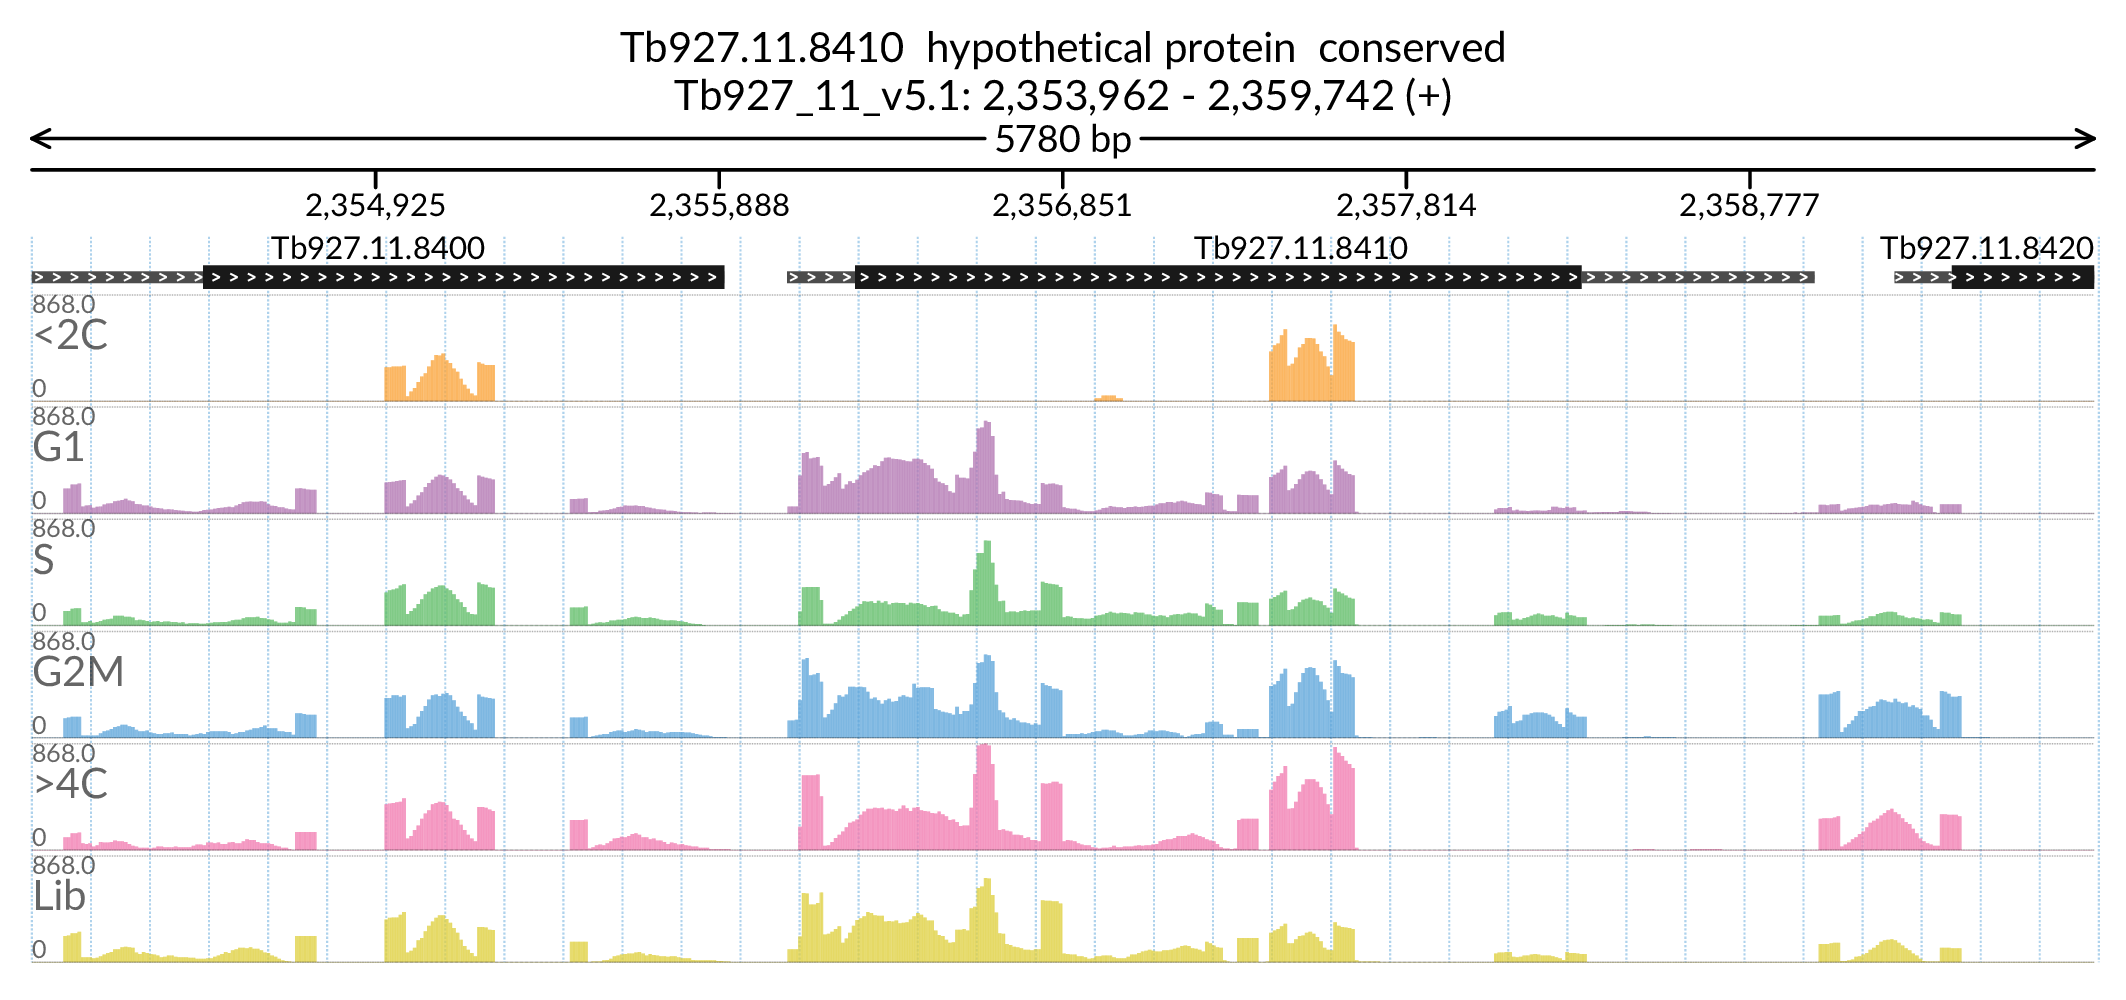 Tb927.11.8410 hypothetical protein conserved
Tb927_11_v5.1: 2,353,962 - 2,359,742 (+)
5780 bp
2,354,925 2,355,888 2,356,851 2,357,814 2,358,777
Tb927.11.8400 Tb927.11.8410 Tb927.11.8420
868.0
<2C
0
868.0
G1
0
868.0
S
0
868.0
G2M
0
868.0
>4C
0
868.0
Lib
0